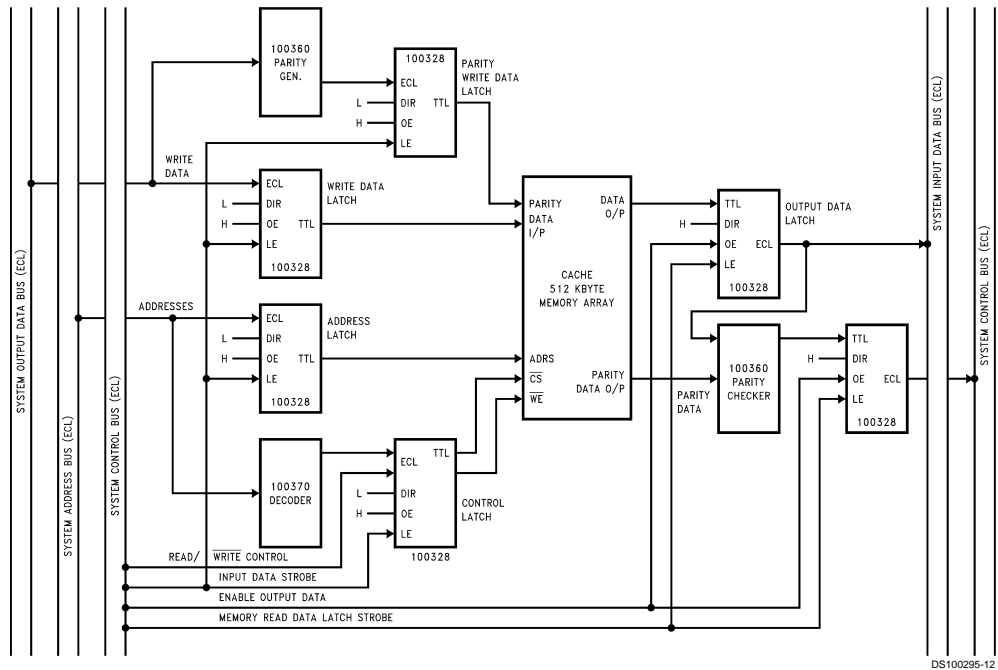 SYSTEM OUTPUT DATA BUS (ECL)
SYSTEM ADDRESS BUS (ECL)
SYSTEM CONTROL BUS (ECL)
100360
PARITY
GEN.
100328
ECL
DIR
TTL
OE
LE
L
H
PARITY
WRITE DATA
LATCH
WRITE
DATA
ECL
DIR
OE
TTL
LE
100328
L
H
WRITE DATA
LATCH
ADDRESSES
ECL
DIR
OE
TTL
LE
100328
L
H
ADDRESS
LATCH
100370
DECODER
TTL
ECL
DIR
OE
LE
100328
L
H
CONTROL
LATCH
READ/ WRITE CONTROL
INPUT DATA STROBE
ENABLE OUTPUT DATA
MEMORY READ DATA LATCH STROBE
PARITY
DATA
I/P
DATA
O/P
CACHE
512 KBYTE
MEMORY ARRAY
ADRS
CS
WE
PARITY
DATA O/P
TTL
DIR
OE
ECL
LE
100328
H
OUTPUT DATA
LATCH
PARITY
DATA
100360
PARITY
CHECKER
TTL
DIR
OE
ECL
LE
100328
H
SYSTEM INPUT DATA BUS (ECL)
SYSTEM CONTROL BUS (ECL)
DS100295-12